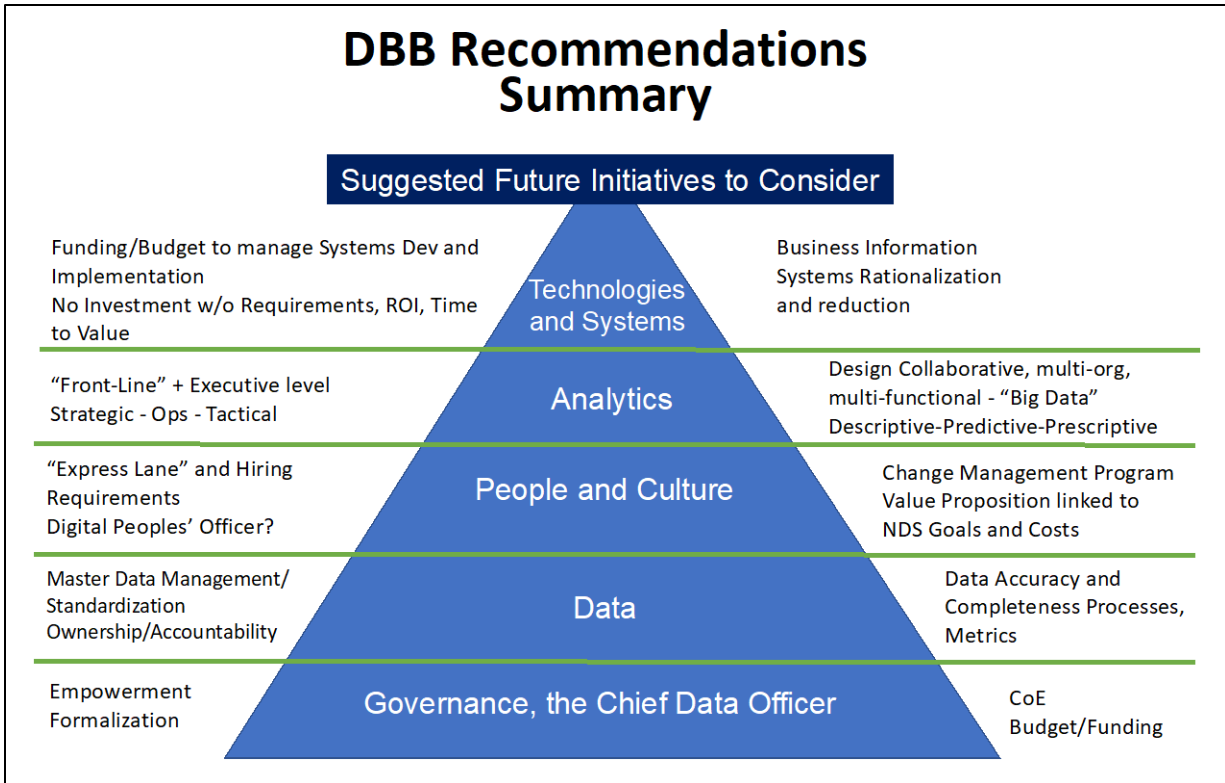 DBB Recommendations
Summary
Suggested Future Initiatives to Consider
Funding/Budget to manage Systems Dev and
Implementation
No Investment w/o Requirements, ROI, Time
to Value
Technologies
and Systems
Business Information
Systems Rationalization
and reduction
“Front-Line” + Executive level
Strategic - Ops - Tactical
Analytics
Design Collaborative, multi-org,
multi-functional - “Big Data”
Descriptive-Predictive-Prescriptive
“Express Lane” and Hiring
Requirements
Digital Peoples’ Officer?
People and Culture
Change Management Program
Value Proposition linked to
NDS Goals and Costs
Master Data Management/
Standardization
Ownership/Accountability
Data
Data Accuracy and
Completeness Processes,
Metrics
Empowerment
Formalization
Governance, the Chief Data Officer
CoE
Budget/Funding